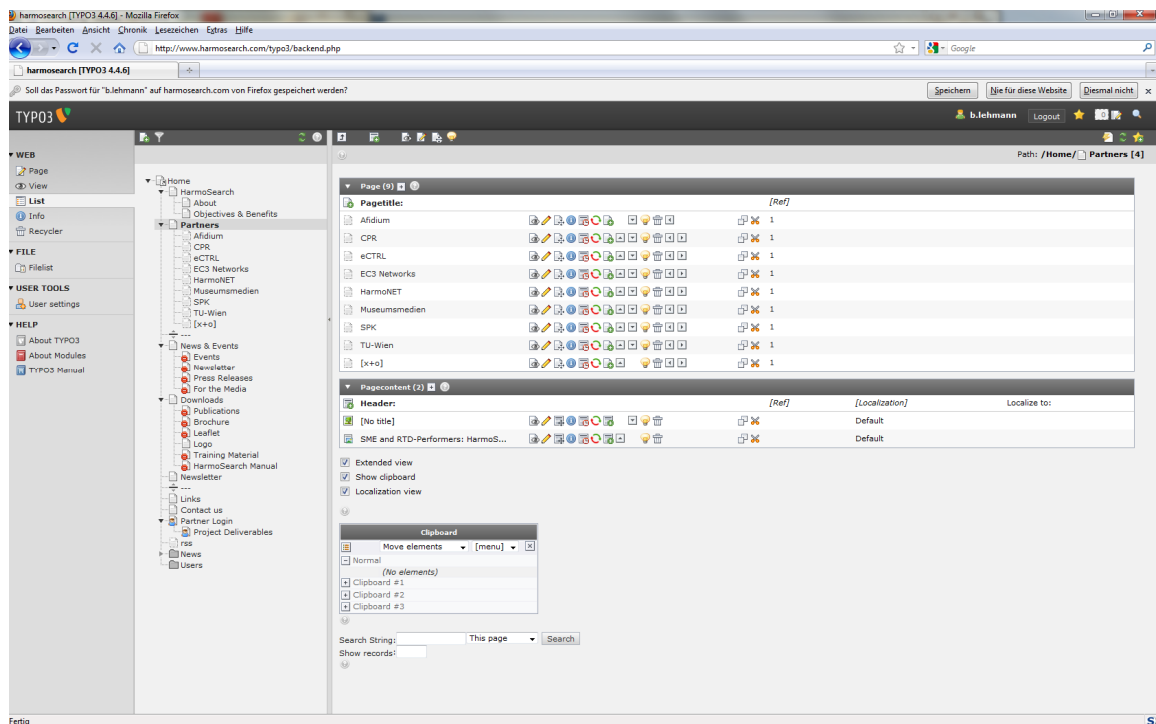 harmosearch [TYPO3 4.4.6] - Mozilla Firefox
Datei Bearbeiten Ansicht Chronik Lesezeichen Extras Hilfe
http://www.harmosearch.com/typo3/backend.php
Google
harmosearch [TYPO3 4.4.6]
Soll das Passwort für "b.lehmann" auf harmosearch.com von Firefox gespeichert werden?
Speichern Nie für diese Website Diesmal nicht
TYPO3
b.lehmann Logout 0
Path: /Home/ Partners [4]
WEB
Page
View
List
Info
Recycler
FILE
Filelist
USER TOOLS
User settings
HELP
About TYPO3
About Modules
TYPO3 Manual
Home
HarmoSearch
About
Objectives & Benefits
Partners
Afidium
CPR
eCTRL
EC3 Networks
HarmoNET
Museumsmedien
SPK
TU-Wien
[x+o]
---
News & Events
Events
Newsletter
Press Releases
For the Media
Downloads
Publications
Brochure
Leaflet
Logo
Training Material
HarmoSearch Manual
Newsletter
---
Links
Contact us
Partner Login
Project Deliverables
rss
News
Users
Page (9)
Pagetitle: [Ref]
Afidium 1
CPR 1
eCTRL 1
EC3 Networks 1
HarmoNET 1
Museumsmedien 1
SPK 1
TU-Wien 1
[x+o] 1
Pagecontent (2)
Header: [Ref] [Localization] Localize to:
[No title] Default
SME and RTD-Performers: HarmoS... Default
Extended view
Show clipboard
Localization view
Clipboard
Move elements [menu]
Normal
(No elements)
Clipboard #1
Clipboard #2
Clipboard #3
Search String: This page Search
Show records:
Fertig S